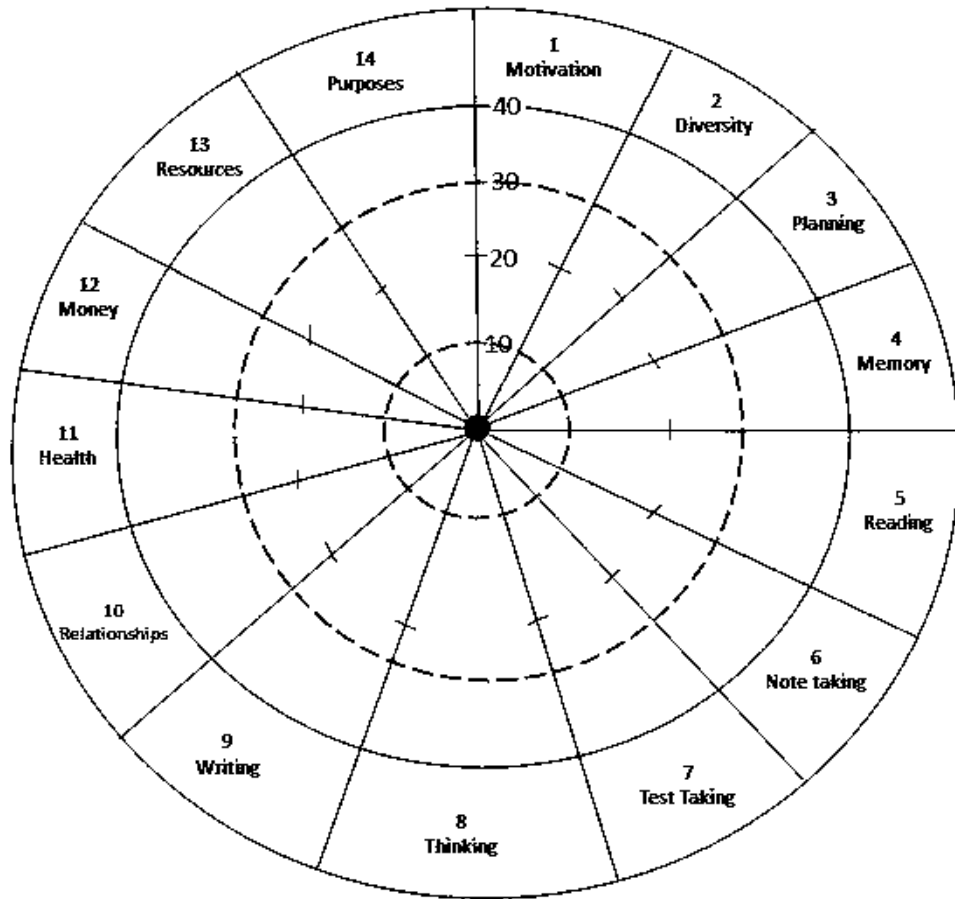 1
Motivation
2
Diversity
3
Planning
4
Memory
5
Reading
6
Note taking
7
Test Taking
8
Thinking
9
Writing
10
Relationships
11
Health
12
Money
13
Resources
14
Purposes
40
30
20
10